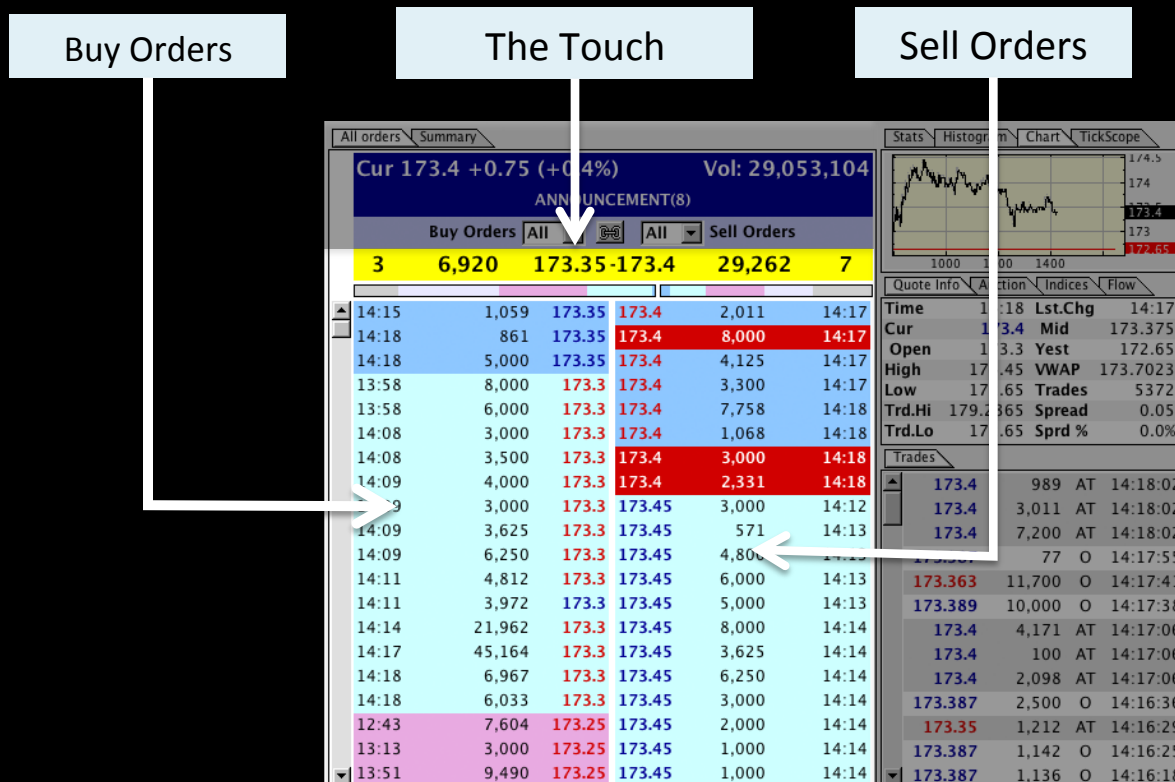 Buy Orders
The Touch
Sell Orders
All orders Summary
Cur 173.4 +0.75 (+0.4%) Vol: 29,053,104
ANNOUNCEMENT(8)
Buy Orders All All Sell Orders
3 6,920 173.35-173.4 29,262 7
14:15 1,059 173.35 173.4 2,011 14:17
14:18 861 173.35 173.4 8,000 14:17
14:18 5,000 173.35 173.4 4,125 14:17
13:58 8,000 173.3 173.4 3,300 14:17
13:58 6,000 173.3 173.4 7,758 14:18
14:08 3,000 173.3 173.4 1,068 14:18
14:08 3,500 173.3 173.4 3,000 14:18
14:09 4,000 173.3 173.4 2,331 14:18
3,000 173.3 173.45 3,000 14:12
14:09 3,625 173.3 173.45 571 14:13
14:09 6,250 173.3 173.45 4,800
14:11 4,812 173.3 173.45 6,000 14:13
14:11 3,972 173.3 173.45 5,000 14:13
14:14 21,962 173.3 173.45 8,000 14:14
14:17 45,164 173.3 173.45 3,625 14:14
14:18 6,967 173.3 173.45 6,250 14:14
14:18 6,033 173.3 173.45 3,000 14:14
12:43 7,604 173.25 173.45 2,000 14:14
13:13 3,000 173.25 173.45 1,000 14:14
13:51 9,490 173.25 173.45 1,000 14:14
Stats Histogram Chart TickScope
174.5
174
173.4
173
172.65
1000 1200 1400
Quote Info Auction Indices Flow
Time Lst.Chg 14:17
Cur 173.4 Mid 173.375
Open Yest 172.65
High VWAP 173.7023
Low Trades 5372
Trd.Hi Spread 0.05
Trd.Lo Sprd % 0.0%
Trades
173.4 989 AT 14:18:02
173.4 3,011 AT 14:18:02
173.4 7,200 AT 14:18:02
77 O 14:17:55
173.363 11,700 O
173.389 10,000 O 14:17:38
173.4 4,171 AT 14:17:06
173.4 100 AT 14:17:06
173.4 2,098 AT 14:17:06
173.387 2,500 O 14:16:36
173.35 1,212 AT 14:16:29
173.387 1,142 O 14:16:25
173.387 1,136 O